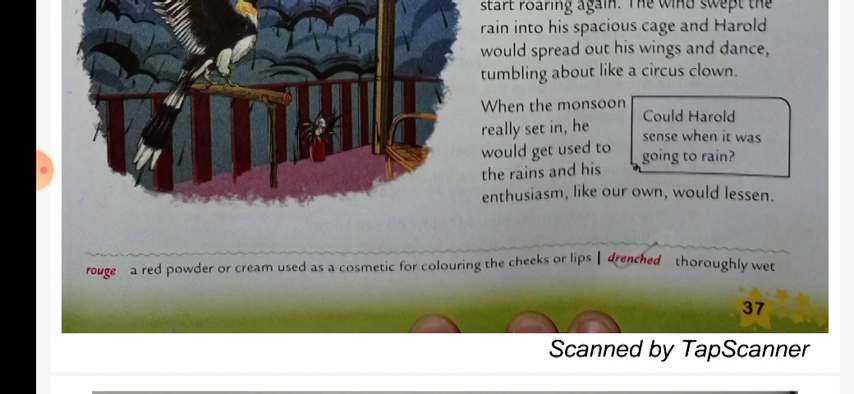 start roaring again. The wind swept the
rain into his spacious cage and Harold
would spread out his wings and dance,
tumbling about like a circus clown.
When the monsoon
really set in, he
would get used to
the rains and his
enthusiasm, like our own, would lessen.
Could Harold
sense when it was
going to rain?
rouge a red powder or cream used as a cosmetic for colouring the cheeks or lips | drenched thoroughly wet
37
Scanned by TapScanner